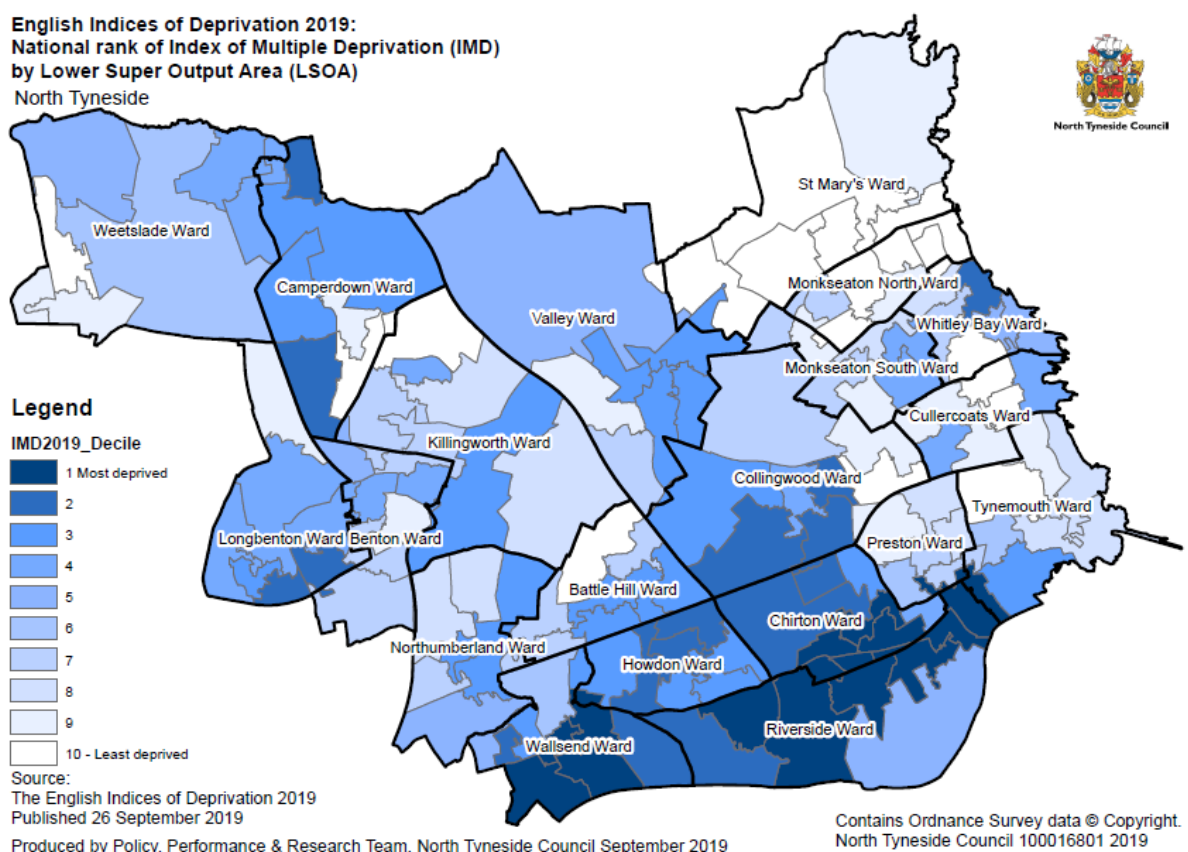 English Indices of Deprivation 2019:
National rank of Index of Multiple Deprivation (IMD)
by Lower Super Output Area (LSOA)
North Tyneside
North Tyneside Council
St Mary's Ward
Weetslade Ward
Camperdown Ward
Monkseaton North Ward
Valley Ward
Whitley Bay Ward
Monkseaton South Ward
Cullercoats Ward
Killingworth Ward
Collingwood Ward
Tynemouth Ward
Longbenton Ward
Benton Ward
Preston Ward
Battle Hill Ward
Chirton Ward
Northumberland Ward
Howdon Ward
Riverside Ward
Wallsend Ward
Legend
IMD2019_Decile
1 Most deprived
2
3
4
5
6
7
8
9
10 - Least deprived
Source:
The English Indices of Deprivation 2019
Published 26 September 2019
Produced by Policy, Performance & Research Team, North Tyneside Council September 2019
Contains Ordnance Survey data © Copyright.
North Tyneside Council 100016801 2019